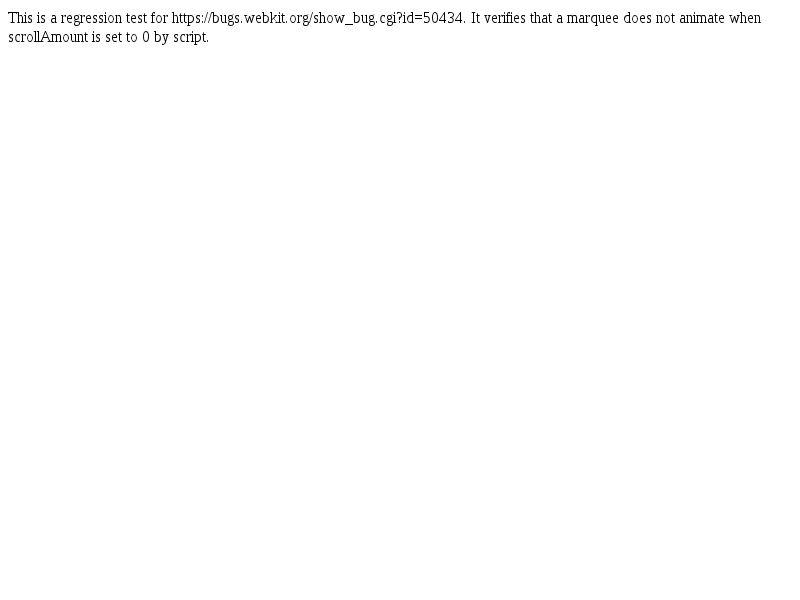 This is a regression test for https://bugs.webkit.org/show_bug.cgi?id=50434. It verifies that a marquee does not animate when
scrollAmount is set to 0 by script.